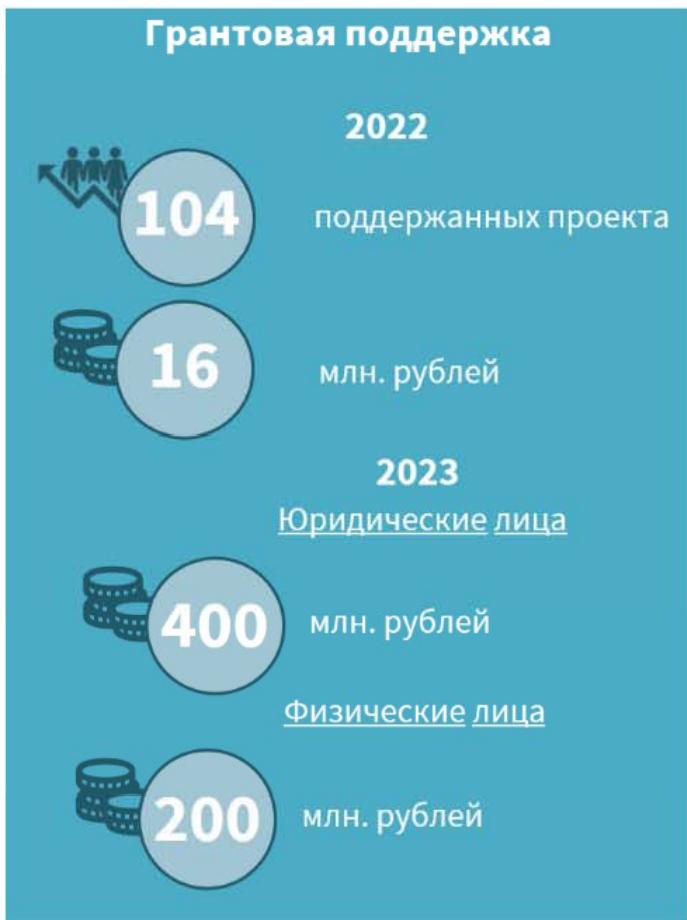 Грантовая поддержка
2022
104
поддержанных проекта
16
млн. рублей
2023
Юридические лица
400
млн. рублей
Физические лица
200
млн. рублей